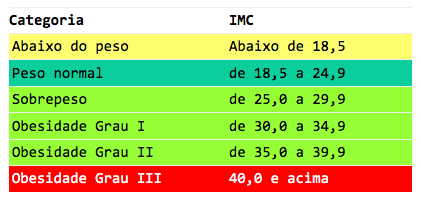 Categoria IMC
Abaixo do peso Abaixo de 18,5
Peso normal de 18,5 a 24,9
Sobrepeso de 25,0 a 29,9
Obesidade Grau I de 30,0 a 34,9
Obesidade Grau II de 35,0 a 39,9
Obesidade Grau III 40,0 e acima